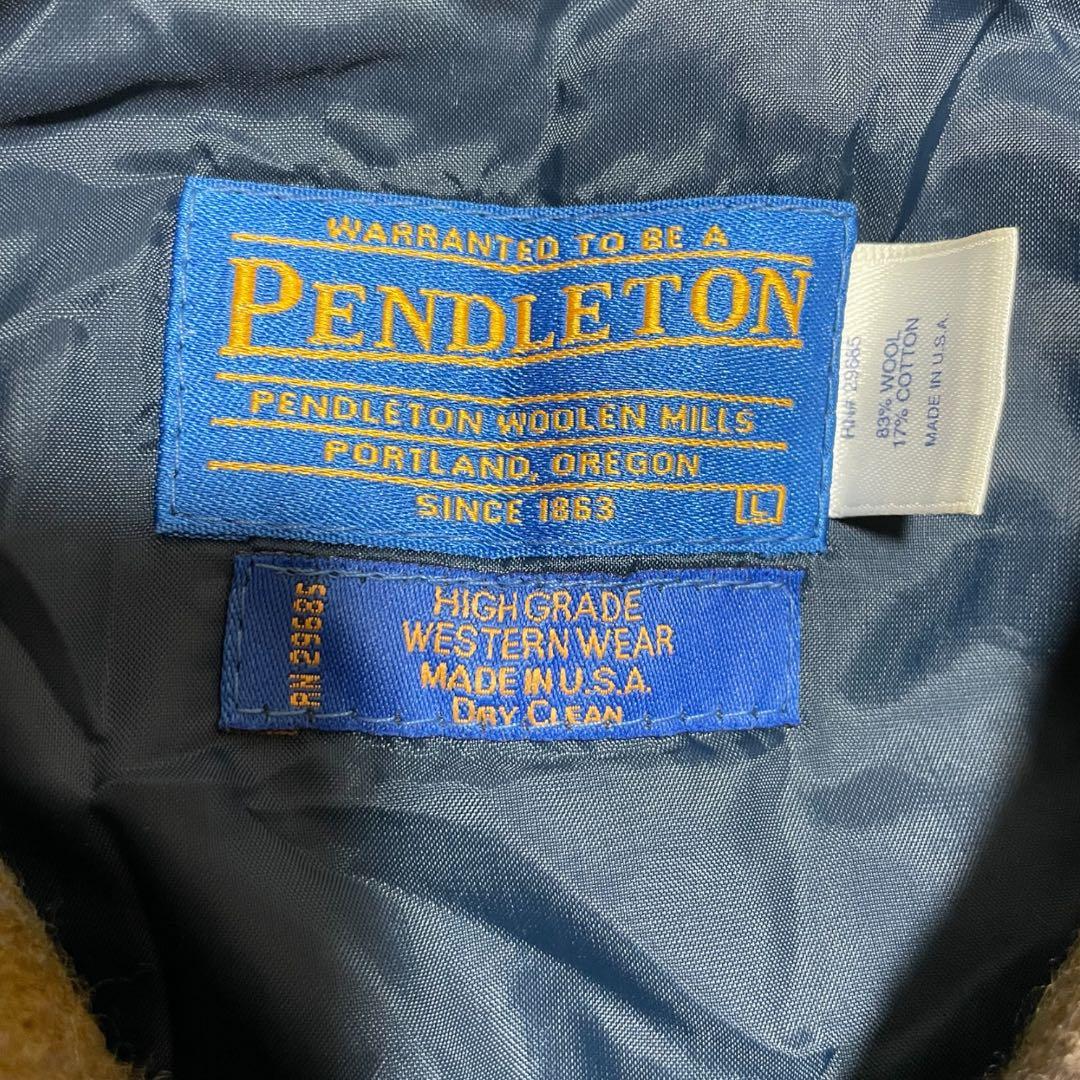 WARRANTED TO BE A
PENDLETON
PENDLETON WOOLEN MILLS
PORTLAND, OREGON
SINCE 1863
L
RN# 29685
83% WOOL
17% COTTON
MADE IN U.S.A.
RN 29685
HIGH GRADE
WESTERN WEAR
MADE IN U.S.A.
DRY CLEAN